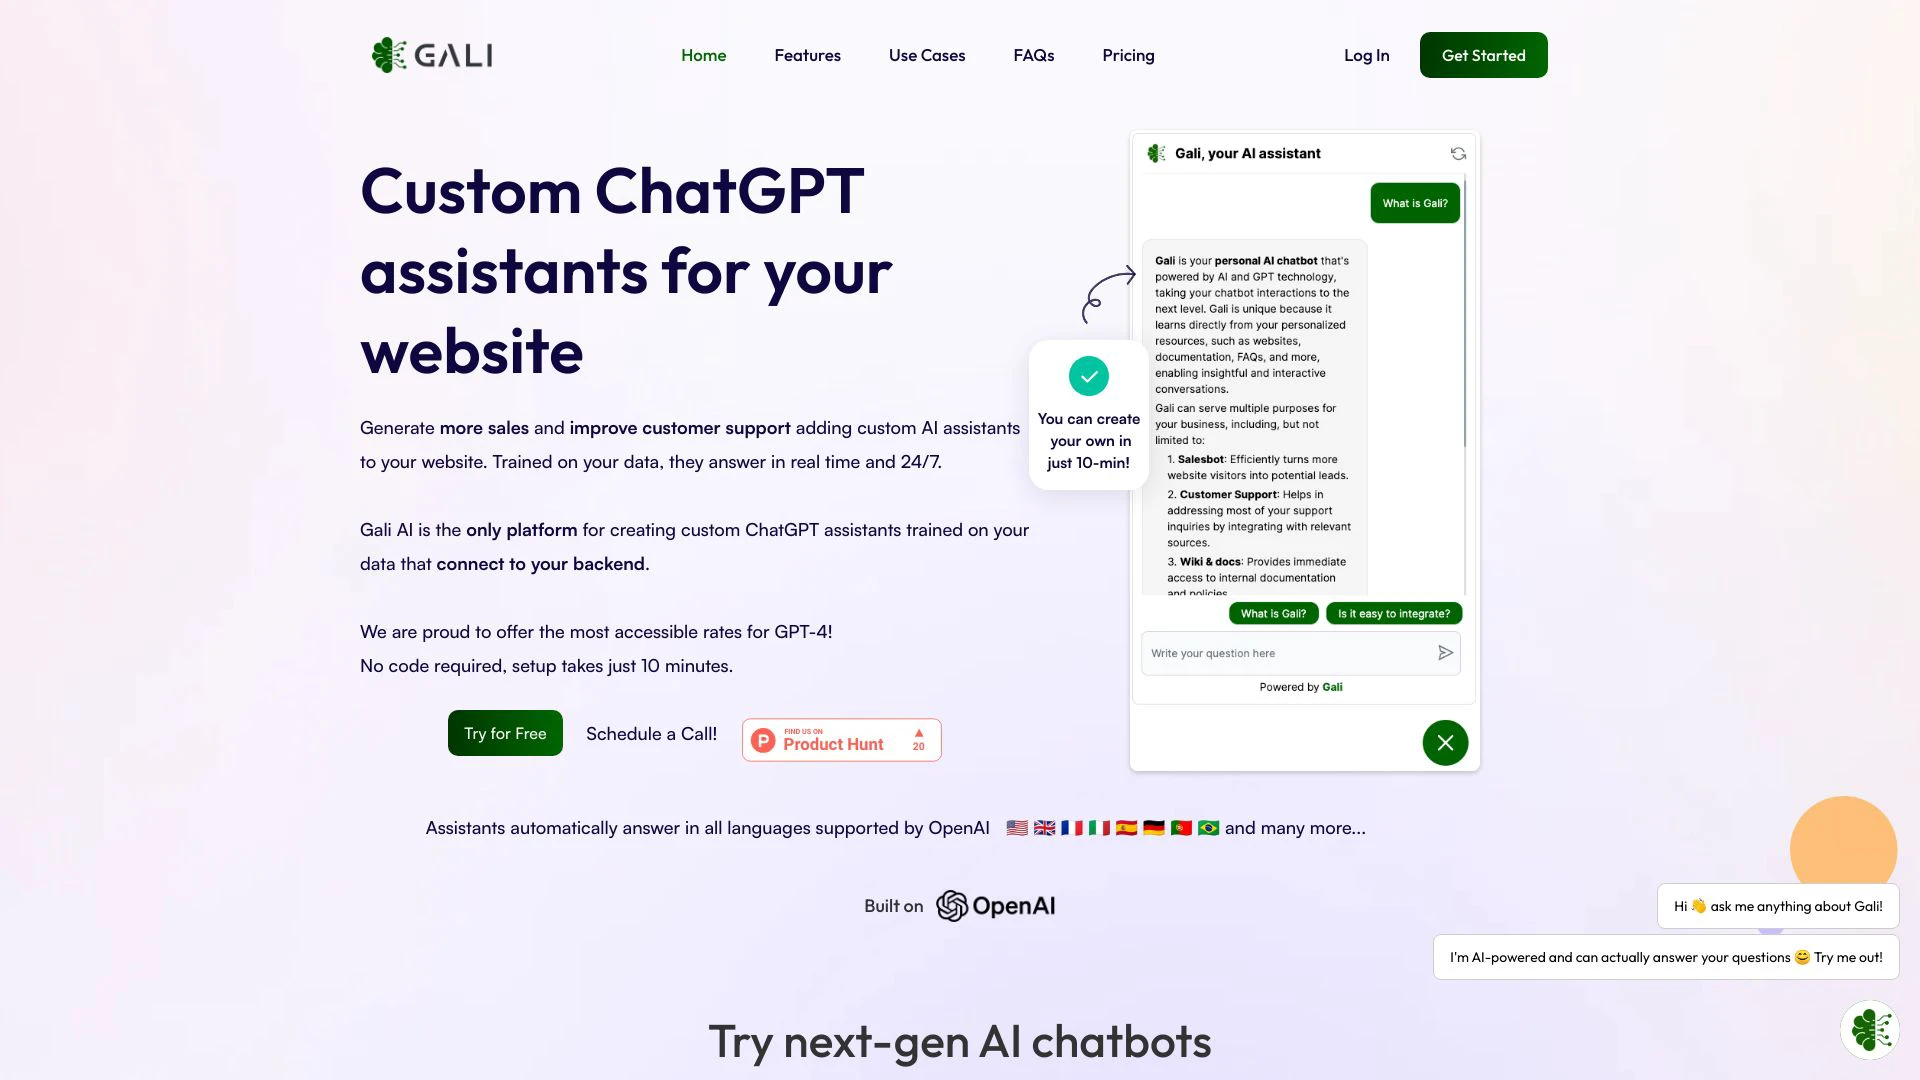 GALI
Home
Features
Use Cases
FAQs
Pricing
Log In
Get Started
Custom ChatGPT
assistants for your
website
Generate more sales and improve customer support adding custom AI assistants
to your website. Trained on your data, they answer in real time and 24/7.
Gali AI is the only platform for creating custom ChatGPT assistants trained on your
data that connect to your backend.
We are proud to offer the most accessible rates for GPT-4!
No code required, setup takes just 10 minutes.
Try for Free
Schedule a Call!
FIND US ON
Product Hunt
20
You can create
your own in
just 10-min!
Gali, your AI assistant
What is Gali?
Gali is your personal AI chatbot that's
powered by AI and GPT technology,
taking your chatbot interactions to the
next level. Gali is unique because it
learns directly from your personalized
resources, such as websites,
documentation, FAQs, and more,
enabling insightful and interactive
conversations.
Gali can serve multiple purposes for
your business, including, but not
limited to:
1. Salesbot: Efficiently turns more
website visitors into potential leads.
2. Customer Support: Helps in
addressing most of your support
inquiries by integrating with relevant
sources.
3. Wiki & docs: Provides immediate
access to internal documentation
and policies
What is Gali?
Is it easy to integrate?
Write your question here
Powered by Gali
Assistants automatically answer in all languages supported by OpenAI 🇺🇸 🇬🇧 🇫🇷 🇮🇹 🇪🇸 🇩🇪 🇵🇹 🇧🇷 and many more...
Built on OpenAI
Hi 👋 ask me anything about Gali!
I'm AI-powered and can actually answer your questions 😊 Try me out!
Try next-gen AI chatbots